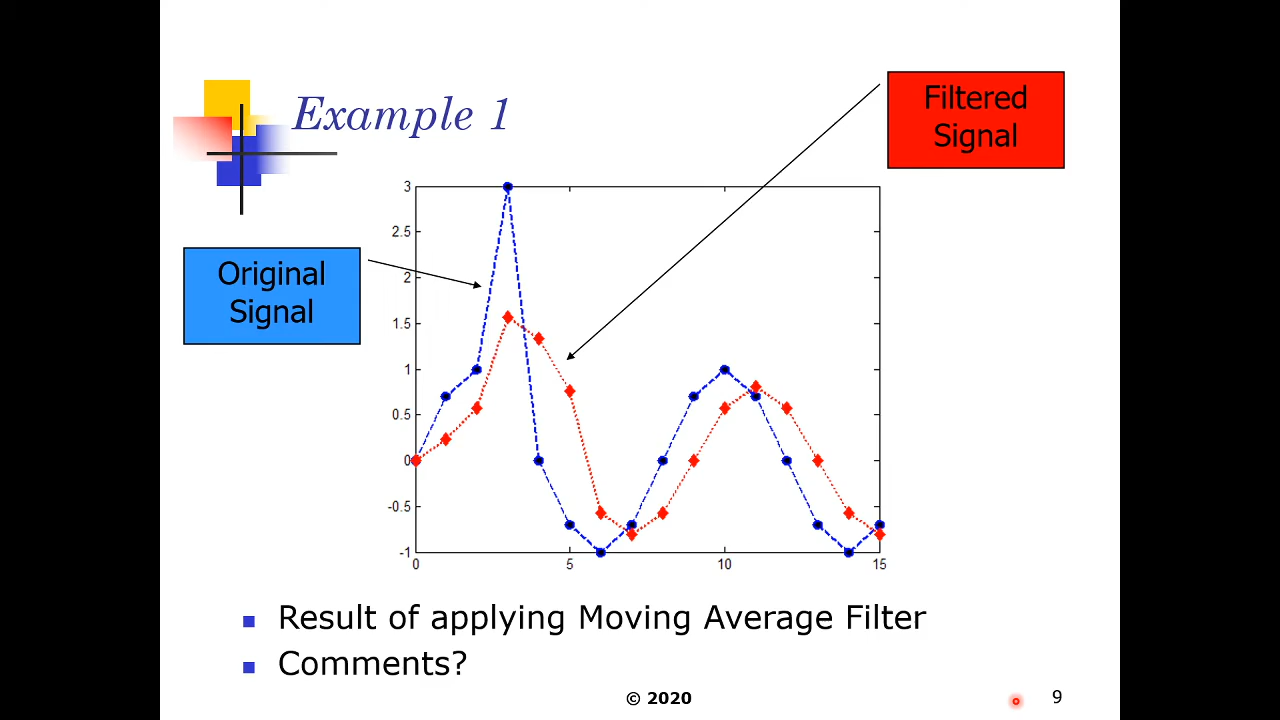 Example 1
Filtered
Signal
Original
Signal
3
2.5
2
1.5
1
0.5
0
-0.5
-1
0
5
10
15
Result of applying Moving Average Filter
Comments?
© 2020
9